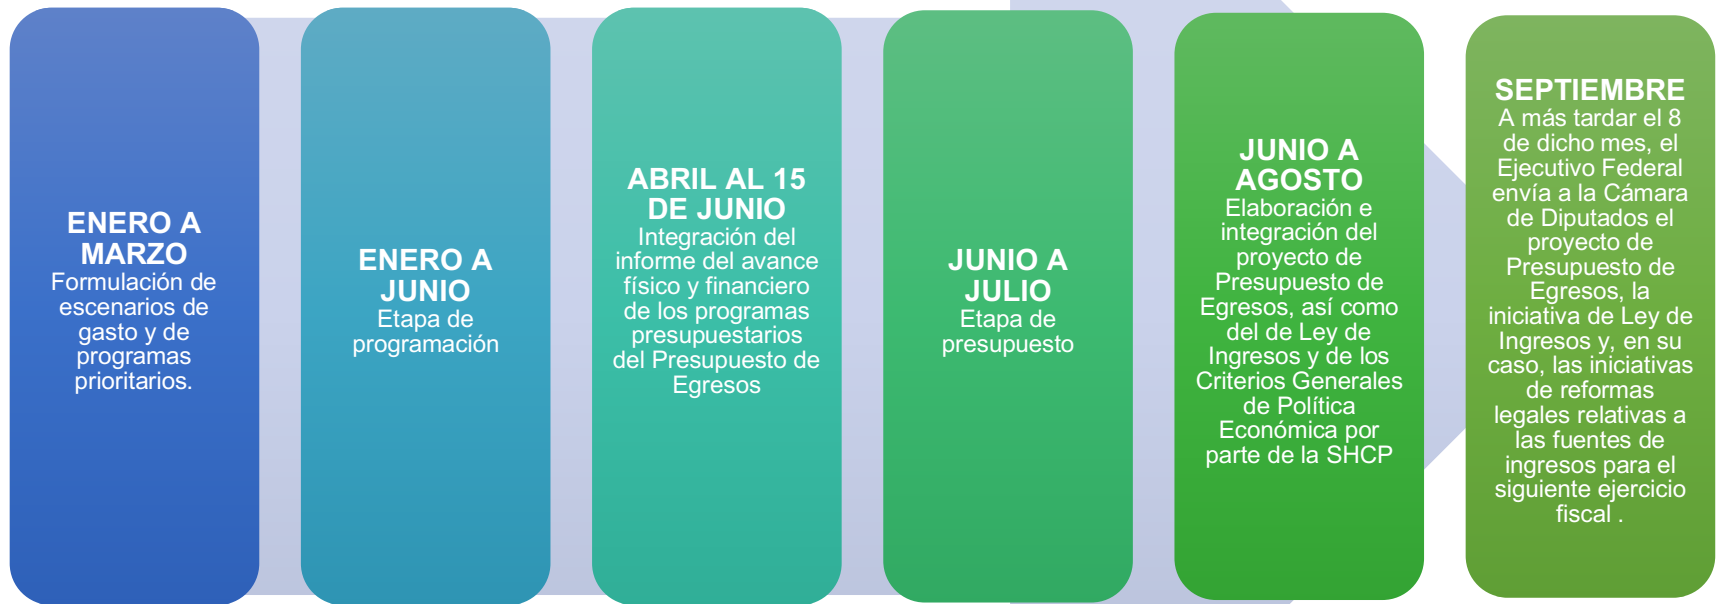 ENERO A
MARZO
Formulación de
escenarios de
gasto y de
programas
prioritarios.
ENERO A
JUNIO
Etapa de
programación
ABRIL AL 15
DE JUNIO
Integración del
informe del avance
físico y financiero
de los programas
presupuestarios
del Presupuesto de
Egresos
JUNIO A
JULIO
Etapa de
presupuesto
JUNIO A
AGOSTO
Elaboración e
integración del
proyecto de
Presupuesto de
Egresos, así como
del de Ley de
Ingresos y de los
Criterios Generales
de Política
Económica por
parte de la SHCP
SEPTIEMBRE
A más tardar el 8
de dicho mes, el
Ejecutivo Federal
envía a la Cámara
de Diputados el
proyecto de
Presupuesto de
Egresos, la
iniciativa de Ley de
Ingresos y, en su
caso, las iniciativas
de reformas
legales relativas a
las fuentes de
ingresos para el
siguiente ejercicio
fiscal .